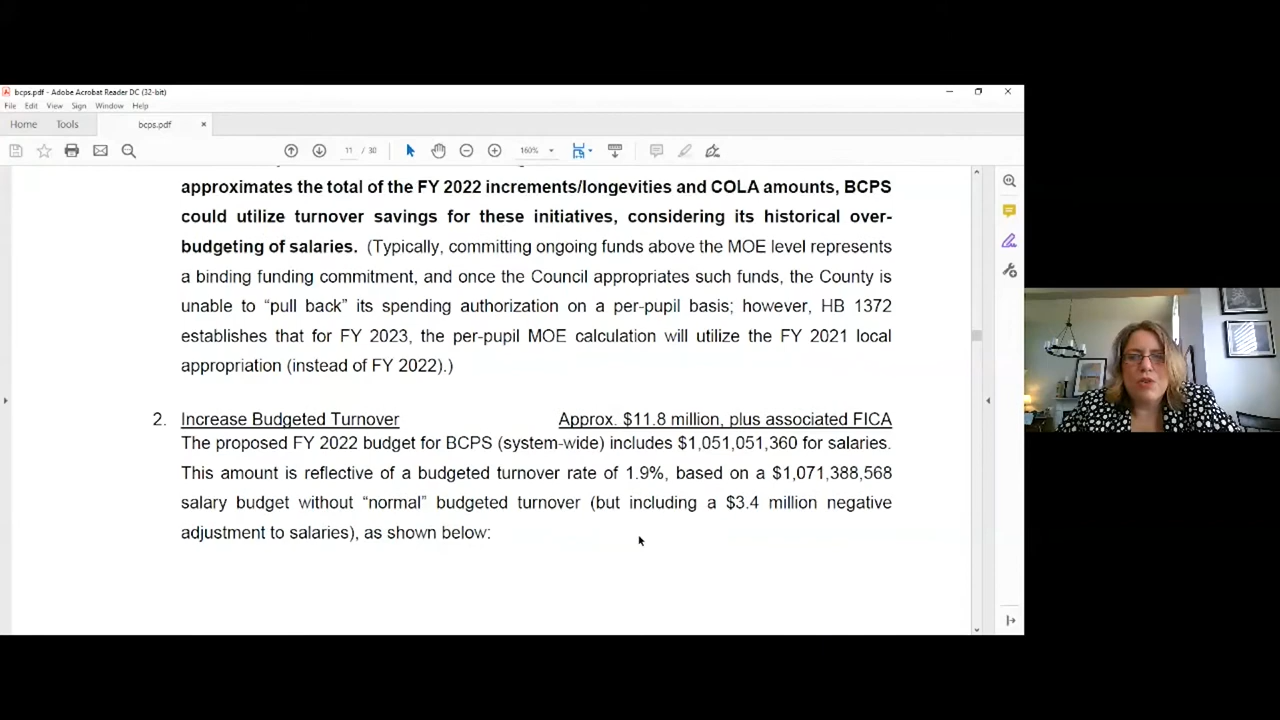 bcps.pdf - Adobe Acrobat Reader DC (32-bit)
File Edit View Sign Window Help
Home Tools bcps.pdf ×
11 / 30 160%
approximates the total of the FY 2022 increments/longevities and COLA amounts, BCPS
could utilize turnover savings for these initiatives, considering its historical over-
budgeting of salaries. (Typically, committing ongoing funds above the MOE level represents
a binding funding commitment, and once the Council appropriates such funds, the County is
unable to “pull back” its spending authorization on a per-pupil basis; however, HB 1372
establishes that for FY 2023, the per-pupil MOE calculation will utilize the FY 2021 local
appropriation (instead of FY 2022).)
2. Increase Budgeted Turnover Approx. $11.8 million, plus associated FICA
The proposed FY 2022 budget for BCPS (system-wide) includes $1,051,051,360 for salaries.
This amount is reflective of a budgeted turnover rate of 1.9%, based on a $1,071,388,568
salary budget without “normal” budgeted turnover (but including a $3.4 million negative
adjustment to salaries), as shown below: